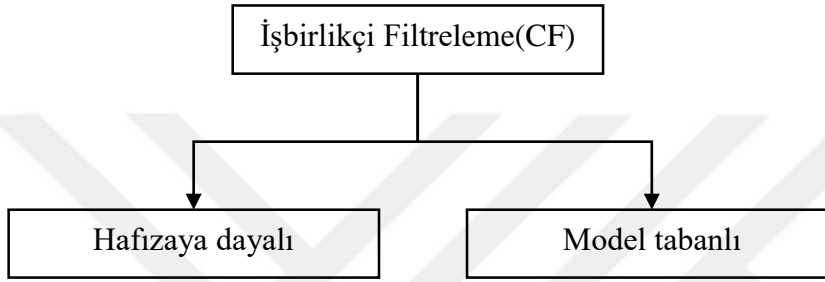 İşbirlikçi Filtreleme(CF)
Hafızaya dayalı
Model tabanlı